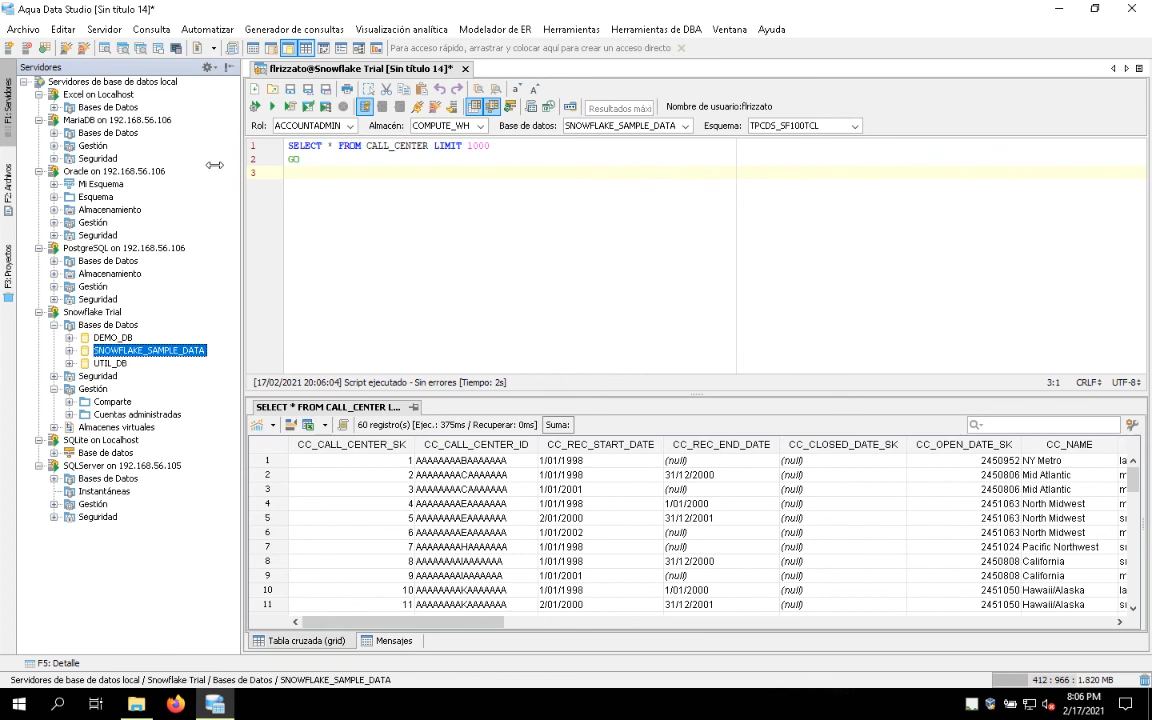 Aqua Data Studio [Sin título 14]*
Archivo Editar Servidor Consulta Automatizar Generador de consultas Visualización analítica Modelador de ER Herramientas Herramientas de DBA Ventana Ayuda
Para acceso rápido, arrastrar y colocar aquí para crear un acceso directo
Servidores
F1: Servidores
F2: Archivos
F3: Proyectos
Servidores de base de datos local
Excel on Localhost
Bases de Datos
MariaDB on 192.168.56.106
Bases de Datos
Gestión
Seguridad
Oracle on 192.168.56.106
Mi Esquema
Esquema
Almacenamiento
Gestión
Seguridad
PostgreSQL on 192.168.56.106
Bases de Datos
Almacenamiento
Gestión
Seguridad
Snowflake Trial
Bases de Datos
DEMO_DB
SNOWFLAKE_SAMPLE_DATA
UTIL_DB
Seguridad
Gestión
Comparte
Cuentas administradas
Almacenes virtuales
SQLite on Localhost
Base de datos
SQLServer on 192.168.56.105
Bases de Datos
Instantáneas
Gestión
Seguridad
flrizzato@Snowflake Trial [Sin título 14]*
Resultados máxi
Nombre de usuario:flrizzato
Rol: ACCOUNTADMIN Almacén: COMPUTE_WH Base de datos: SNOWFLAKE_SAMPLE_DATA Esquema: TPCDS_SF100TCL
1 SELECT * FROM CALL_CENTER LIMIT 1000
2 GO
3
[17/02/2021 20:06:04] Script ejecutado - Sin errores [Tiempo: 2s] 3:1 CRLF UTF-8
SELECT * FROM CALL_CENTER L...
60 registro(s) [Ejec.: 375ms / Recuperar: 0ms] Suma:
CC_CALL_CENTER_SK CC_CALL_CENTER_ID CC_REC_START_DATE CC_REC_END_DATE CC_CLOSED_DATE_SK CC_OPEN_DATE_SK CC_NAME
1 1 AAAAAAAABAAAAAAA 1/01/1998 (null) (null) 2450952 NY Metro la
2 2 AAAAAAAACAAAAAAA 1/01/1998 31/12/2000 (null) 2450806 Mid Atlantic m
3 3 AAAAAAAACAAAAAAA 1/01/2001 (null) (null) 2450806 Mid Atlantic m
4 4 AAAAAAAAEAAAAAAA 1/01/1998 1/01/2000 (null) 2451063 North Midwest m
5 5 AAAAAAAAEAAAAAAA 2/01/2000 31/12/2001 (null) 2451063 North Midwest sı
6 6 AAAAAAAAEAAAAAAA 1/01/2002 (null) (null) 2451063 North Midwest
7 7 AAAAAAAAHAAAAAAA 1/01/1998 (null) (null) 2451024 Pacific Northwest
8 8 AAAAAAAAIAAAAAAA 1/01/1998 31/12/2000 (null) 2450808 California
9 9 AAAAAAAAIAAAAAAA 1/01/2001 (null) (null) 2450808 California m
10 10 AAAAAAAAKAAAAAAA 1/01/1998 1/01/2000 (null) 2451050 Hawaii/Alaska la
11 11 AAAAAAAAKAAAAAAA 2/01/2000 31/12/2001 (null) 2451050 Hawaii/Alaska
Tabla cruzada (grid) Mensajes
F5: Detalle
Servidores de base de datos local / Snowflake Trial / Bases de Datos / SNOWFLAKE_SAMPLE_DATA
412 : 966 : 1.820 MB
8:06 PM
2/17/2021